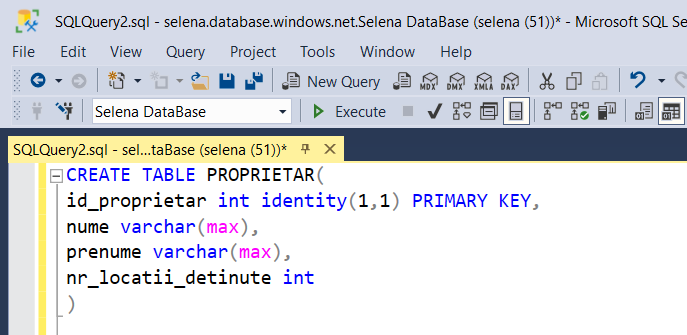 SQLQuery2.sql - selena.database.windows.net.Selena DataBase (selena (51))* - Microsoft SQL Se
File Edit View Query Project Tools Window Help
New Query MDX DMX XMLA DAX
Selena DataBase Execute
SQLQuery2.sql - sel...taBase (selena (51))*
CREATE TABLE PROPRIETAR(
id_proprietar int identity(1,1) PRIMARY KEY,
nume varchar(max),
prenume varchar(max),
nr_locatii_detinute int
)